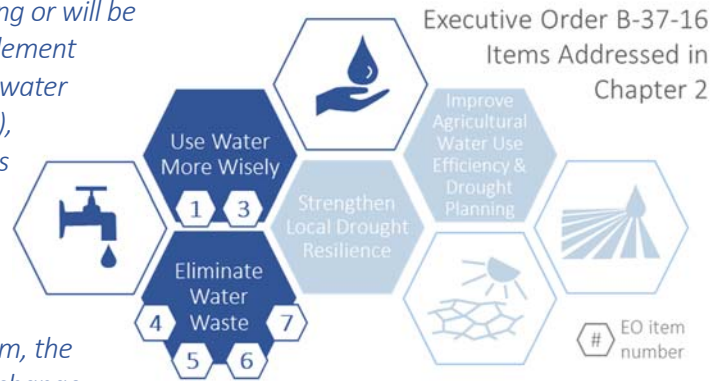 ng or will be
lement
water
),
s
m, the
change
Executive Order B-37-16
Items Addressed in
Chapter 2
Use Water
More Wisely
1 3
Improve
Agricultural
Water Use
Efficiency &
Drought
Planning
Strengthen
Local Drought
Resilience
Eliminate
Water
Waste
4 7
5 6
# EO item
number